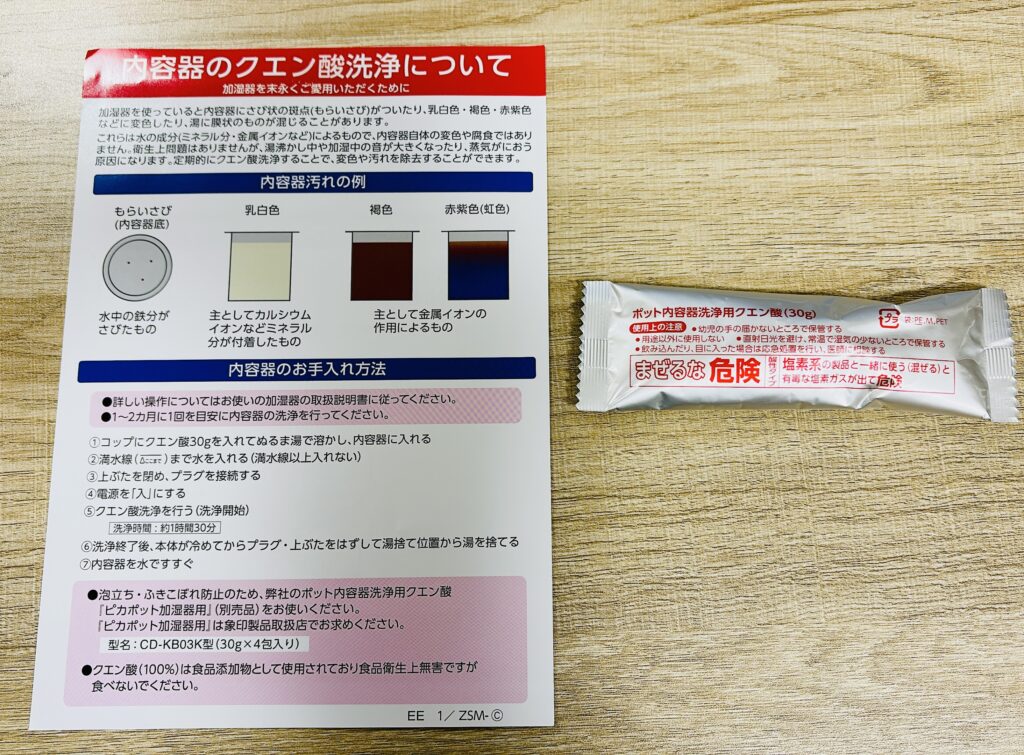 内容器のクエン酸洗浄について
加湿器を末永くご愛用いただくために
加湿器を使っていると内容器にさび状の斑点(もらいさび)がついたり、乳白色・褐色・赤紫色
などに変色したり、湯に膜状のものが混じることがあります。
これらは水の成分(ミネラル分・金属イオンなど)によるもので、内容器自体の変色や腐食ではあり
ません。衛生上問題はありませんが、湯沸かし中や加湿中の音が大きくなったり、蒸気がにおう
原因になります。定期的にクエン酸洗浄することで、変色や汚れを除去することができます。
内容器汚れの例
もらいさび
(内容器底)
乳白色
褐色
赤紫色(虹色)
水中の鉄分が
さびたもの
主としてカルシウム
イオンなどミネラル
分が付着したもの
主として金属イオンの
作用によるもの
内容器のお手入れ方法
●詳しい操作についてはお使いの加湿器の取扱説明書に従ってください。
●1〜2カ月に1回を目安に内容器の洗浄を行ってください。
①コップにクエン酸30gを入れてぬるま湯で溶かし、内容器に入れる
②満水線( )まで水を入れる(満水線以上入れない)
③上ぶたを閉め、プラグを接続する
④電源を「入」にする
⑤クエン酸洗浄を行う(洗浄開始)
洗浄時間:約1時間30分
⑥洗浄終了後、本体が冷めてからプラグ・上ぶたをはずして湯捨て位置から湯を捨てる
⑦内容器を水ですすぐ
●泡立ち・ふきこぼれ防止のため、弊社のポット内容器洗浄用クエン酸
『ピカポット加湿器用』(別売品)をお使いください。
『ピカポット加湿器用』は象印製品取扱店でお求めください。
型名:CD-KB03K型(30g×4包入り)
●クエン酸(100%)は食品添加物として使用されており食品衛生上無害ですが
食べないでください。
EE 1/ ZSM-Ⓒ
ポット内容器洗浄用クエン酸(30g)
使用上の注意 ●幼児の手の届かないところで保管する
●用途以外に使用しない ●直射日光を避け、常温で湿気の少ないところで保管する
●飲み込んだり、目に入った場合は応急処置を行い、医師に相談する
プラ
袋:PE,M,PET
まぜるな 危険
酸性タイプ
塩素系の製品と一緒に使う(混ぜる)と
有毒な塩素ガスが出て危険